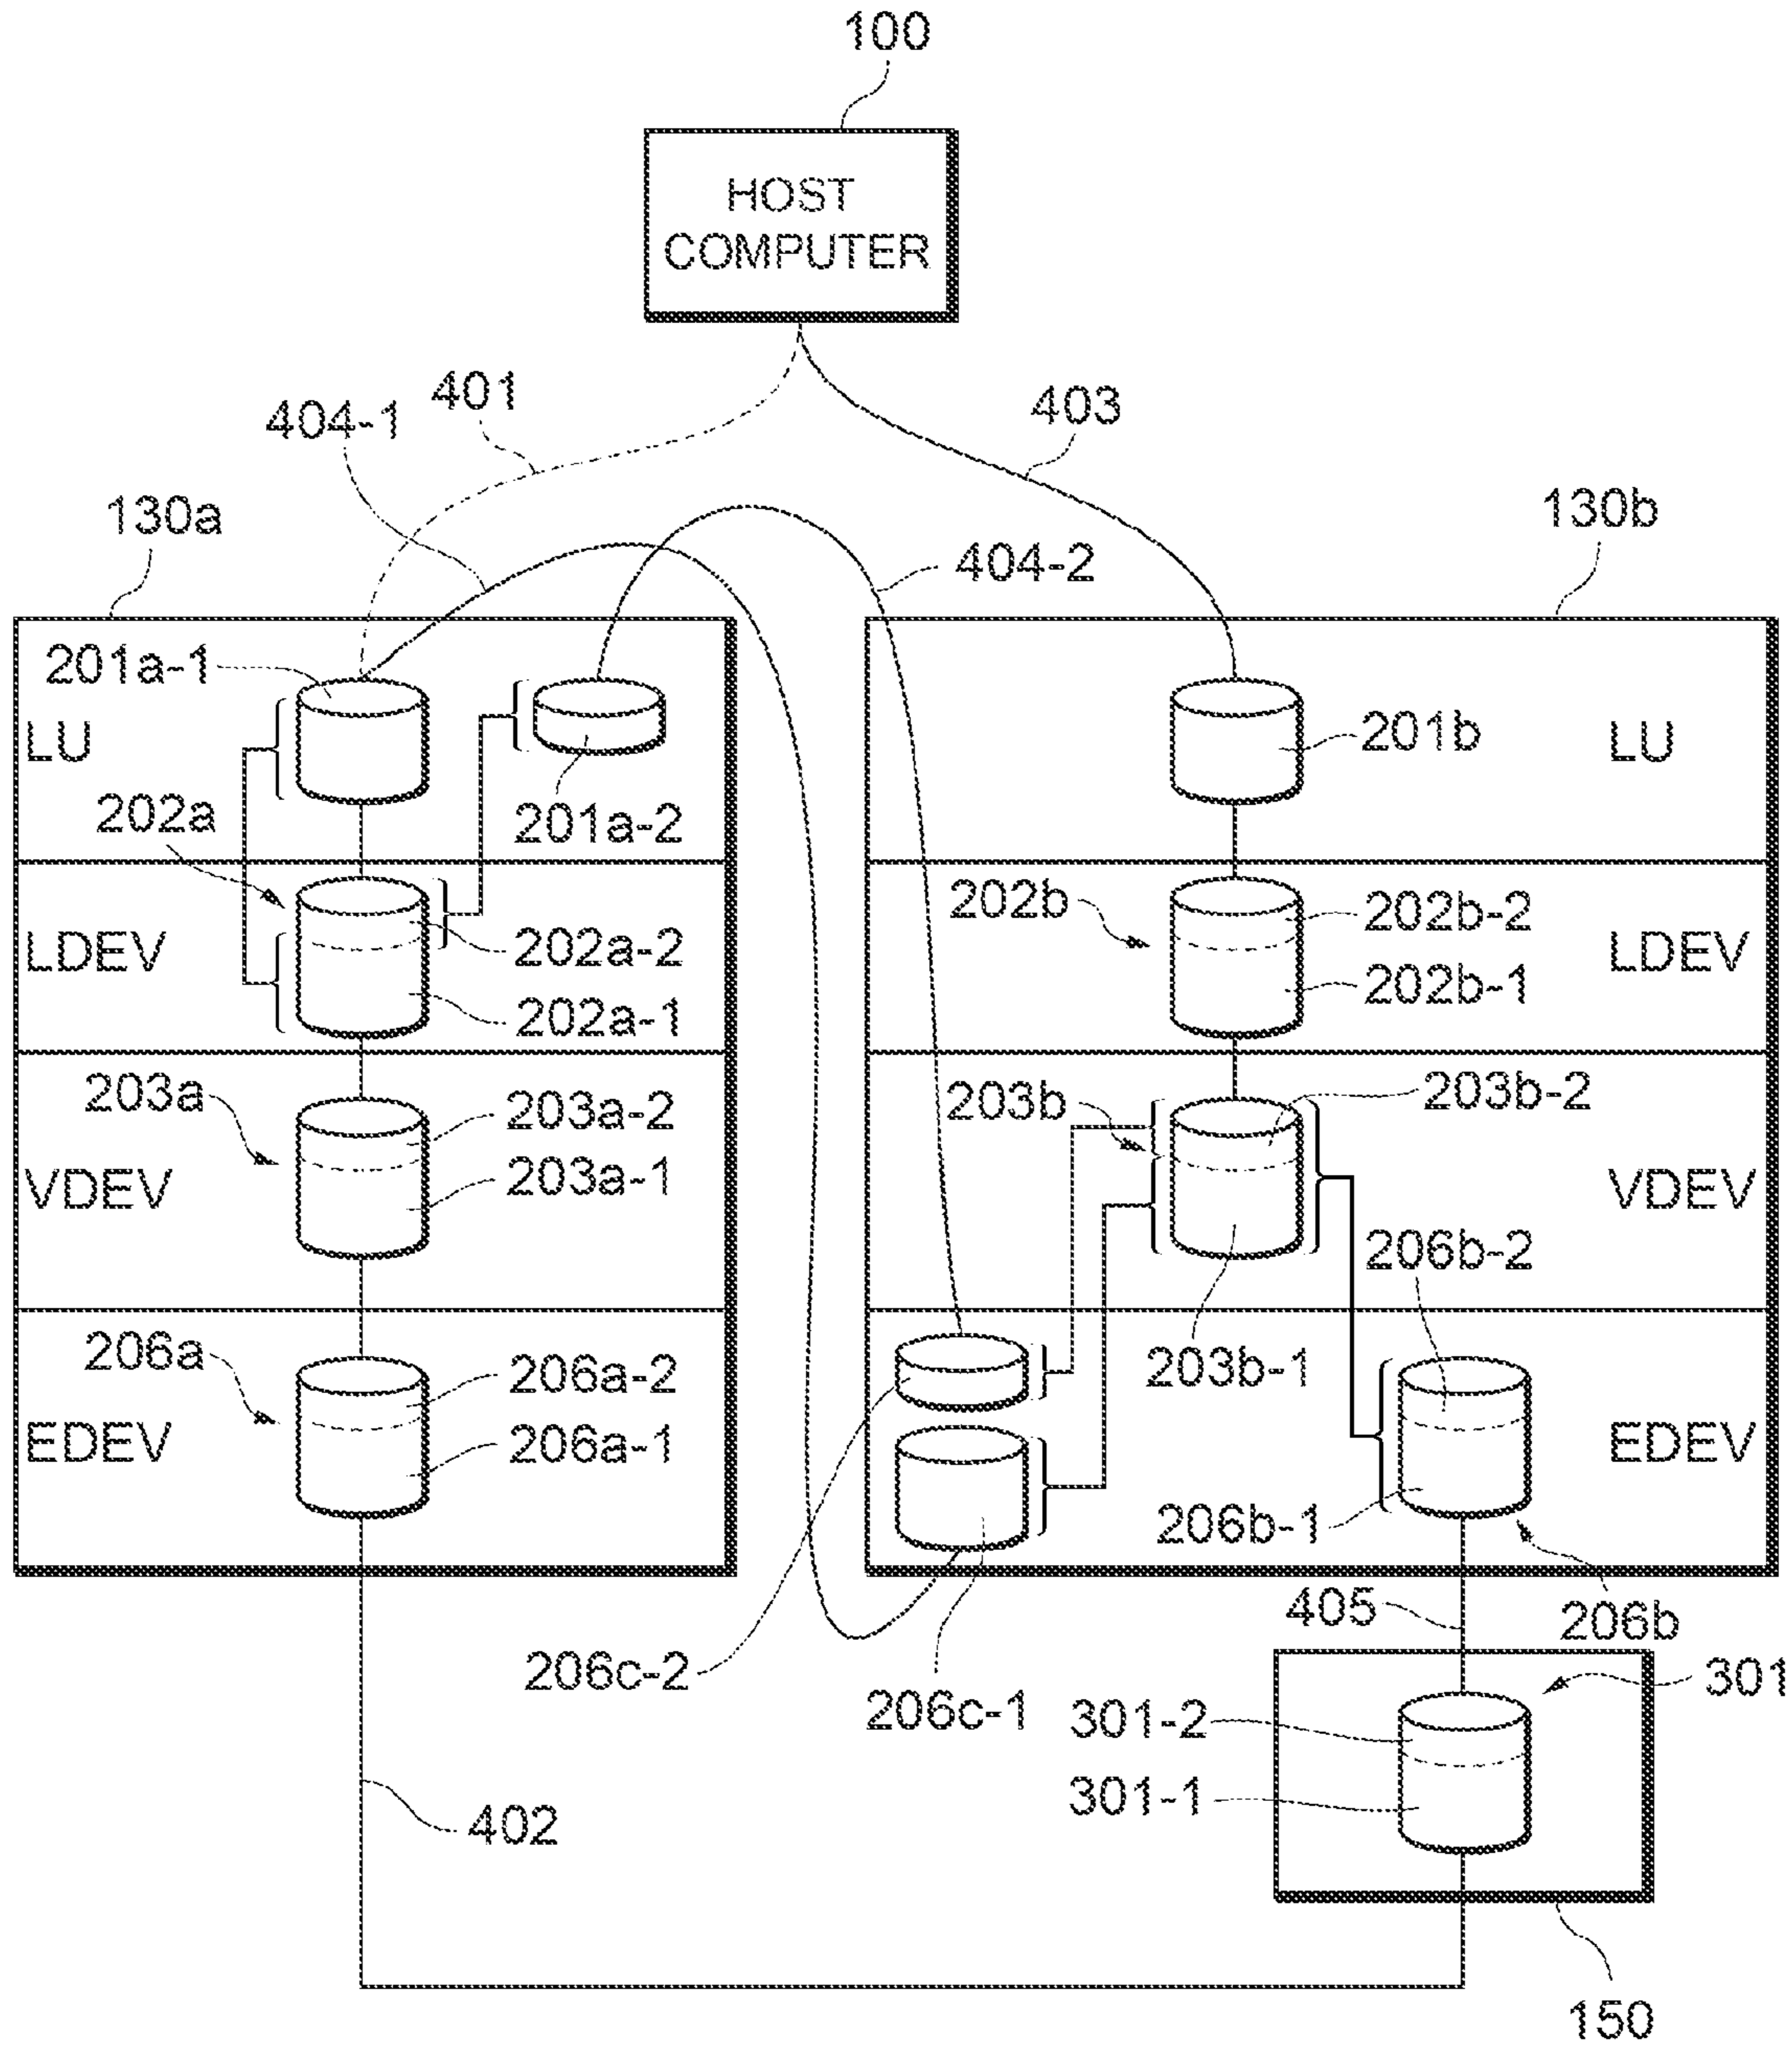 100
HOST
COMPUTER
401
404-1
403
130a
404-2
130b
201a-1
LU
201a-2
202a
201b
LU
LDEV
202a-2
202a-1
202b
202b-2
202b-1
LDEV
203a
203a-2
203a-1
VDEV
203b
203b-2
VDEV
206b-2
206a
206a-2
206a-1
EDEV
203b-1
206b-1
EDEV
405
206b
206c-2
206c-1
301
301-2
301-1
402
150